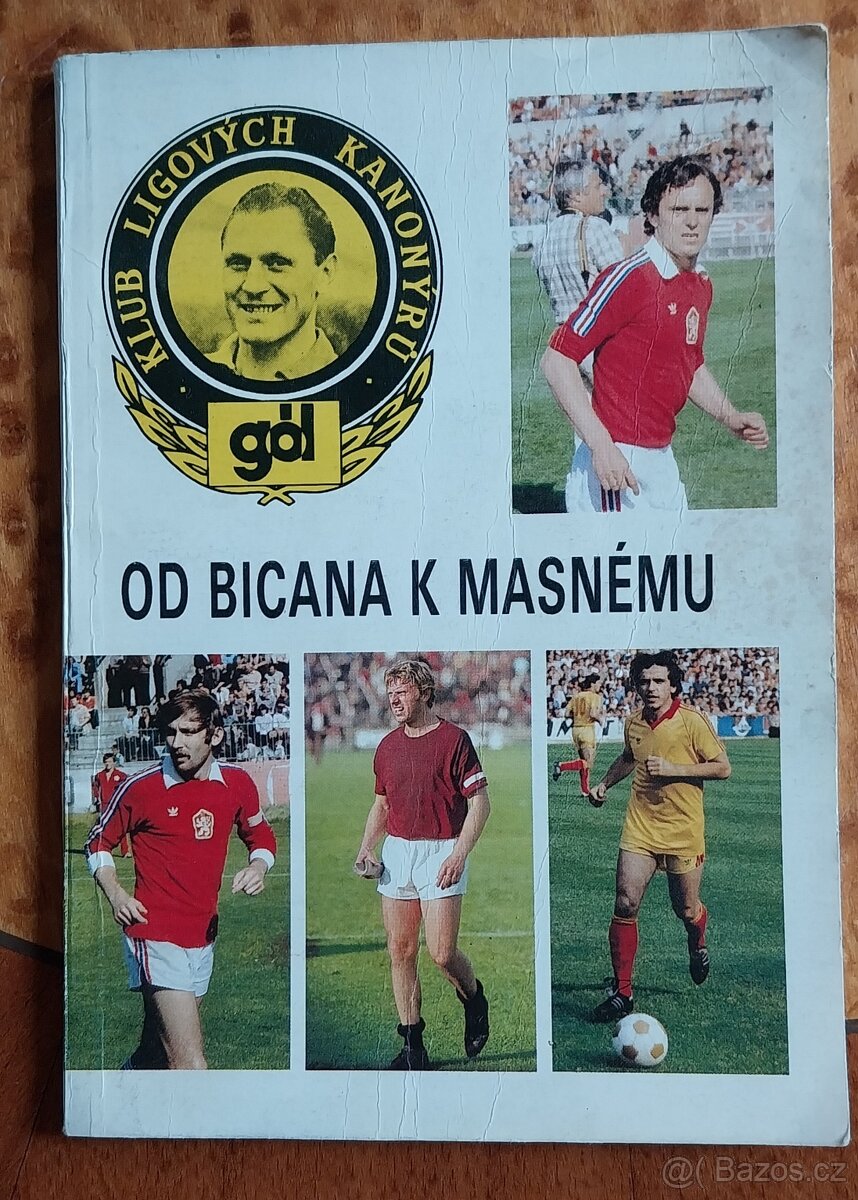 · KLUB LIGOVÝCH KANONÝRŮ ·
gól
OD BICANA K MASNÉMU
@( Bazos.cz